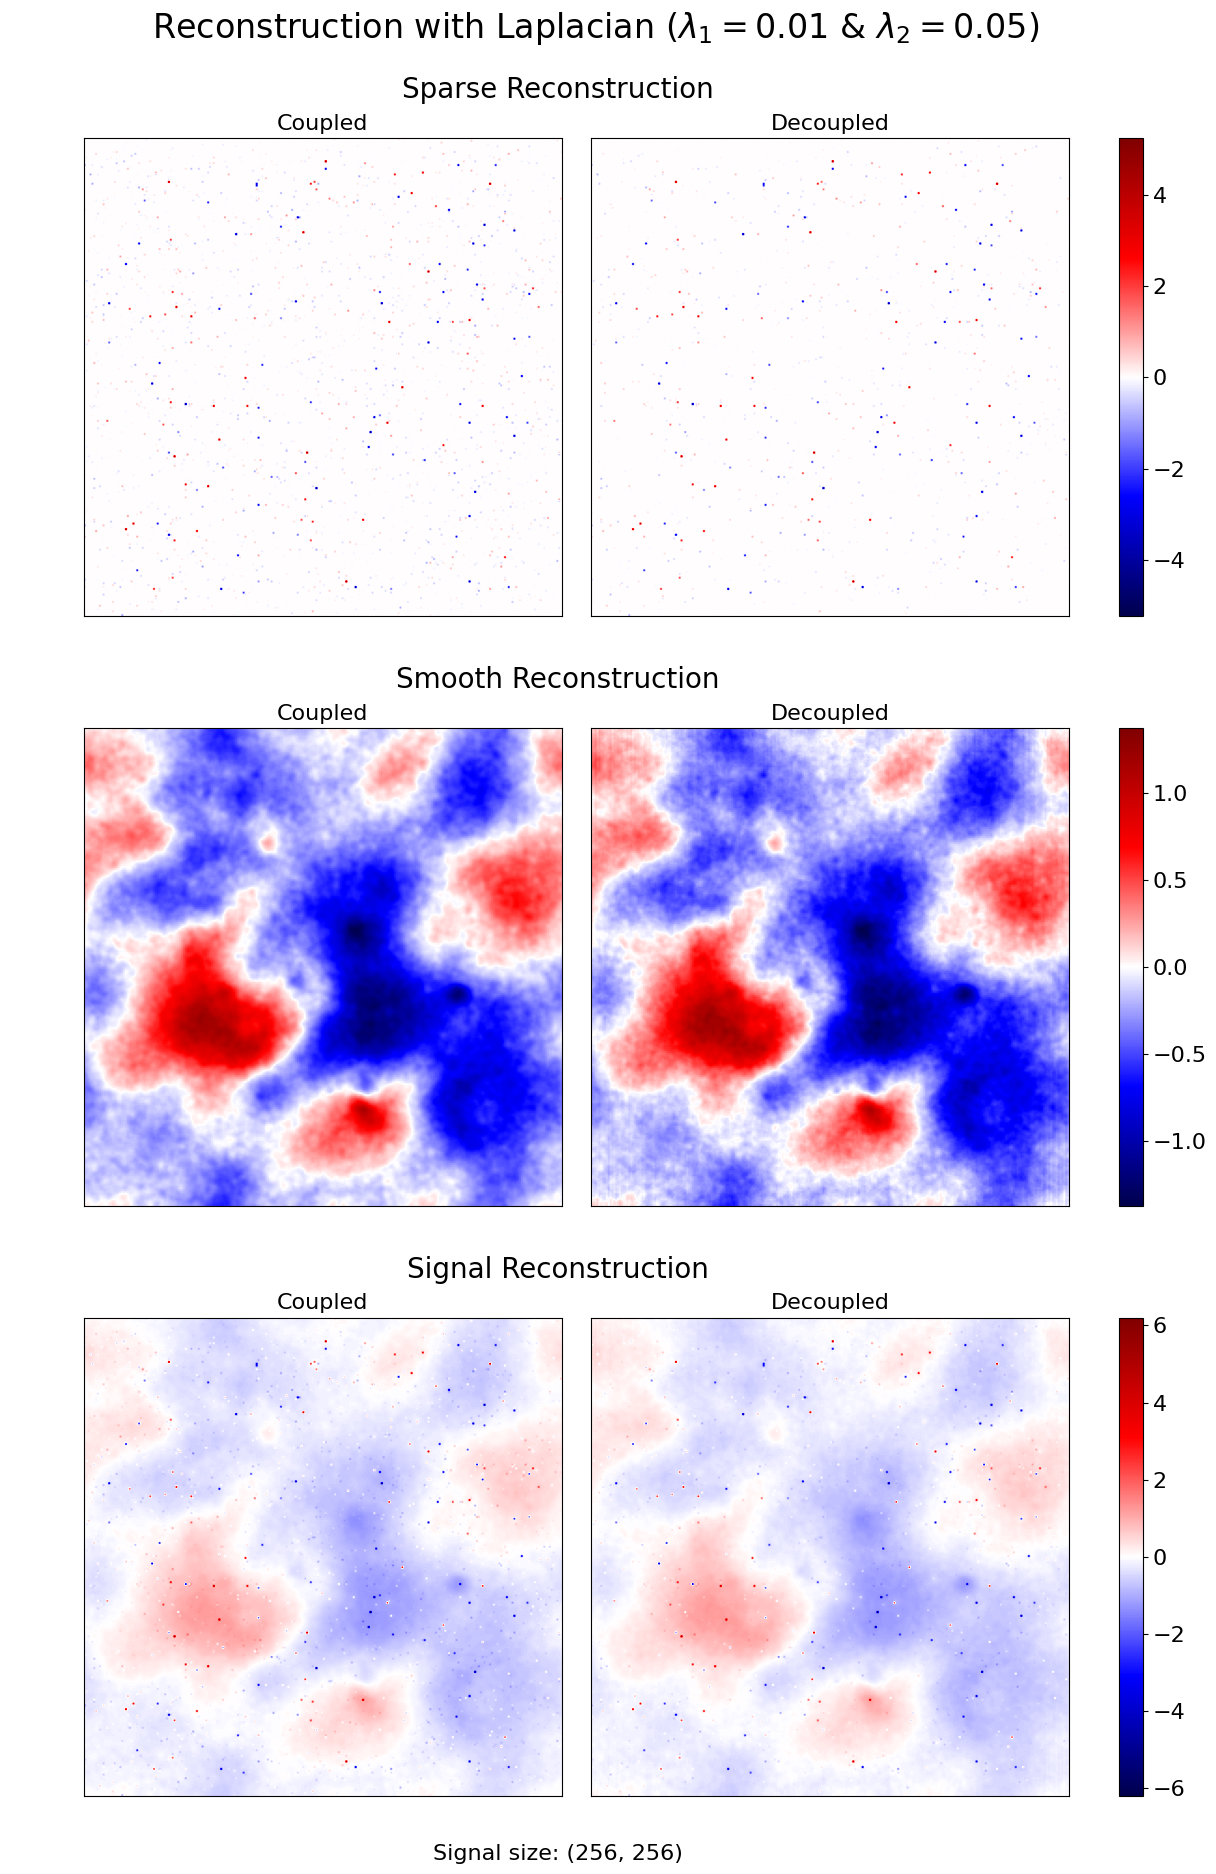 Reconstruction with Laplacian (λ₁ = 0.01 & λ₂ = 0.05)
Sparse Reconstruction
Coupled Decoupled
4
2
0
−2
−4
Smooth Reconstruction
Coupled Decoupled
1.0
0.5
0.0
−0.5
−1.0
Signal Reconstruction
Coupled Decoupled
6
4
2
0
−2
−4
−6
Signal size: (256, 256)